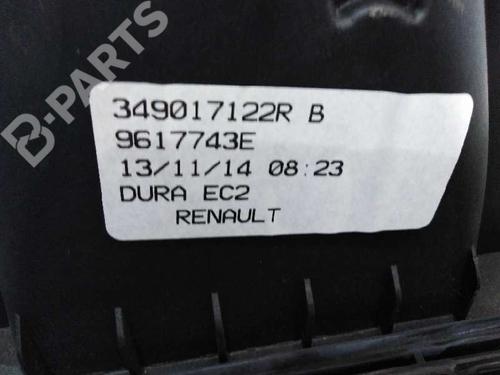 B-PARTS
349017122R B
9617743E
13/11/14 08:23
DURA EC2
RENAULT